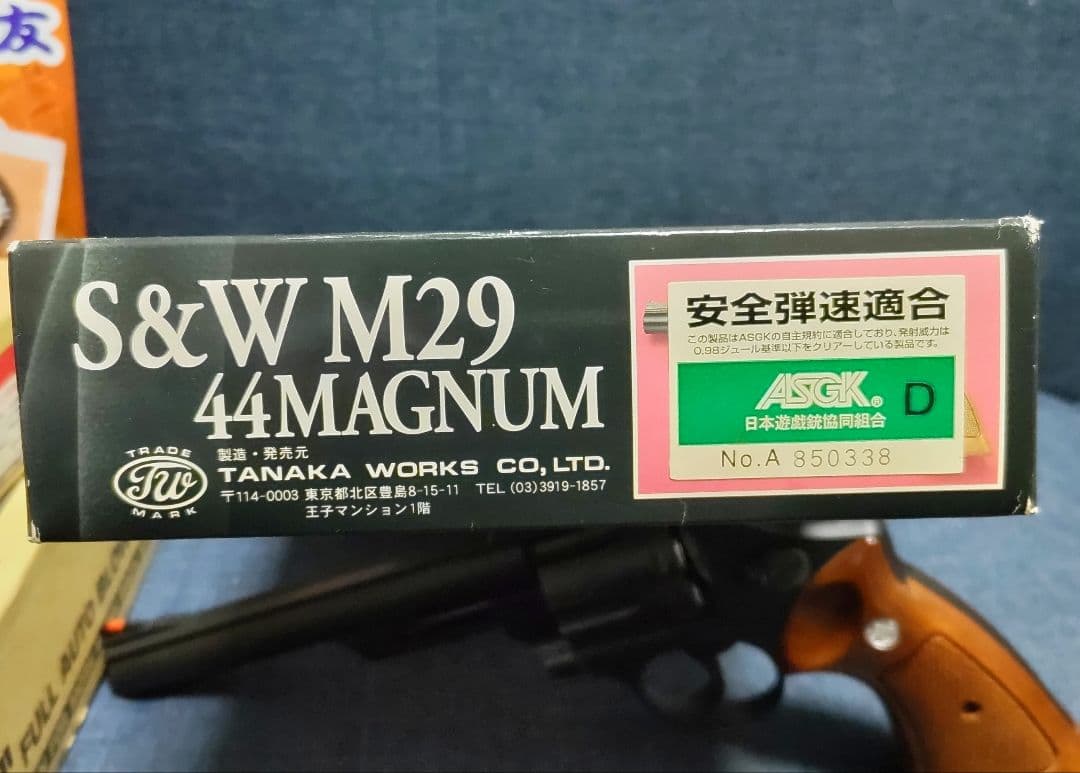 友
S&W M29
44MAGNUM
TRADE
TW
MARK
製造・発売元
TANAKA WORKS CO, LTD.
〒114-0003 東京都北区豊島8-15-11 TEL (03)3919-1857
王子マンション1階
安全弾速適合
この製品はASGKの自主規約に適合しており、発射威力は
0.98ジュール基準以下をクリアーしている製品です。
ASGK® D
日本遊戯銃協同組合
No.A 850338
FULL AUTO